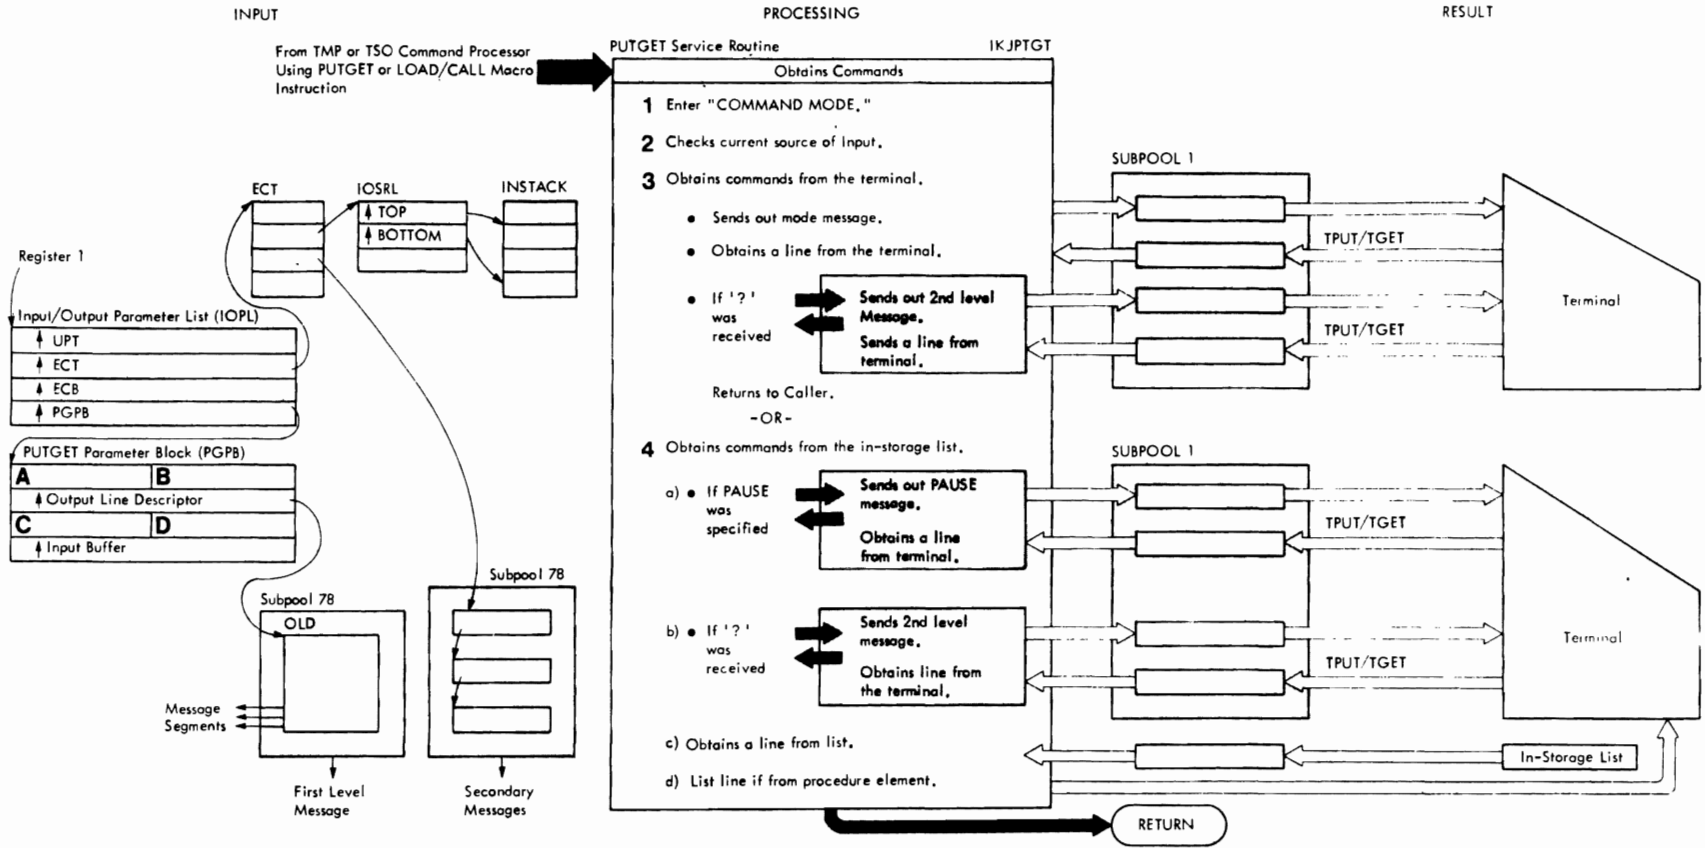 INPUT
PROCESSING
RESULT
From TMP or TSO Command Processor
Using PUTGET or LOAD/CALL Macro
Instruction
PUTGET Service Routine
IKJPTGT
Obtains Commands
1 Enter "COMMAND MODE."
2 Checks current source of Input.
3 Obtains commands from the terminal.
• Sends out mode message.
• Obtains a line from the terminal.
• If '?'
was
received
Sends out 2nd level
Message.
Sends a line from
terminal.
Returns to Caller.
-OR-
4 Obtains commands from the in-storage list.
a) • If PAUSE
was
specified
Sends out PAUSE
message.
Obtains a line
from terminal.
b) • If '?'
was
received
Sends 2nd level
message.
Obtains line from
the terminal.
c) Obtains a line from list.
d) List line if from procedure element.
RETURN
ECT
IOSRL
INSTACK
TOP
BOTTOM
Register 1
Input/Output Parameter List (IOPL)
UPT
ECT
ECB
PGPB
PUTGET Parameter Block (PGPB)
A
B
Output Line Descriptor
C
D
Input Buffer
Subpool 78
OLD
Message
Segments
First Level
Message
Subpool 78
Secondary
Messages
SUBPOOL 1
TPUT/TGET
TPUT/TGET
Terminal
SUBPOOL 1
TPUT/TGET
TPUT/TGET
Terminal
In-Storage List